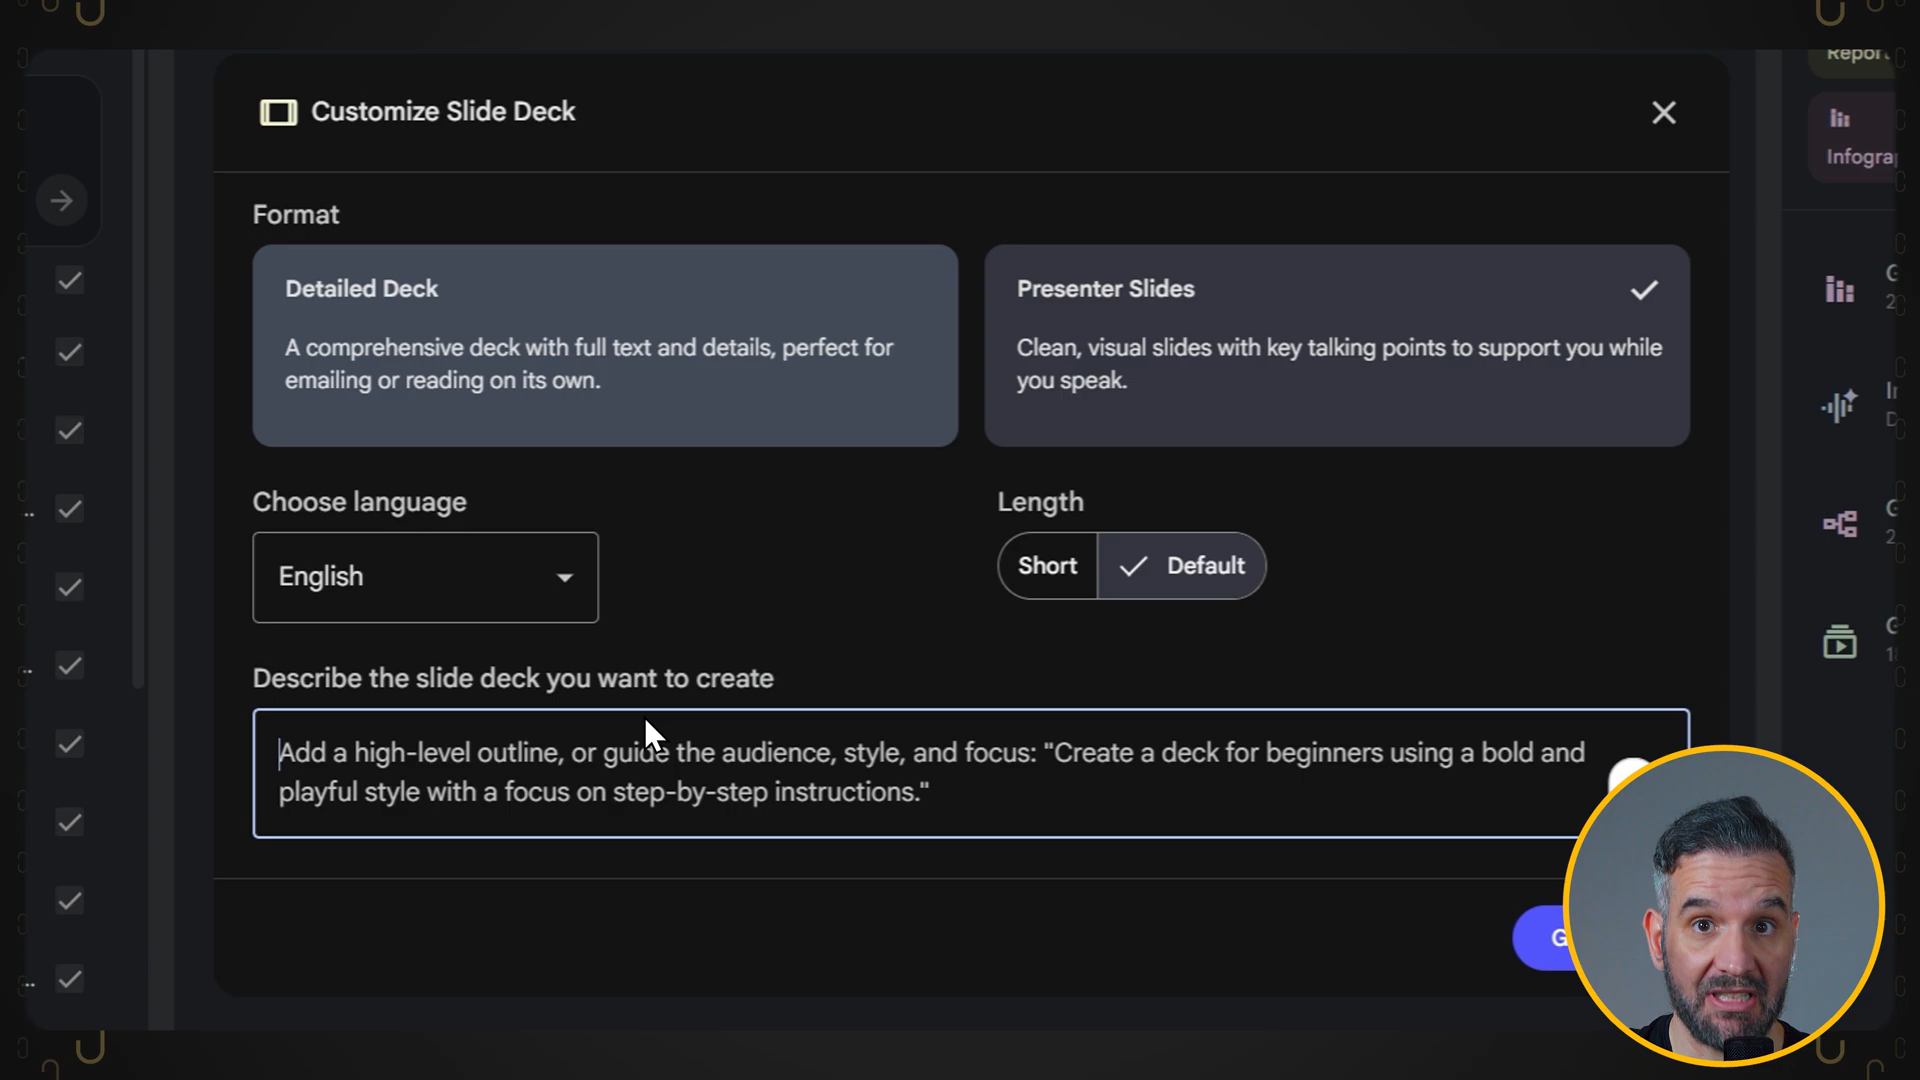 Customize Slide Deck
Format
Detailed Deck
A comprehensive deck with full text and details, perfect for
emailing or reading on its own.
Presenter Slides
Clean, visual slides with key talking points to support you while
you speak.
Choose language
English
Length
Short
Default
Describe the slide deck you want to create
Add a high-level outline, or guide the audience, style, and focus: "Create a deck for beginners using a bold and
playful style with a focus on step-by-step instructions."